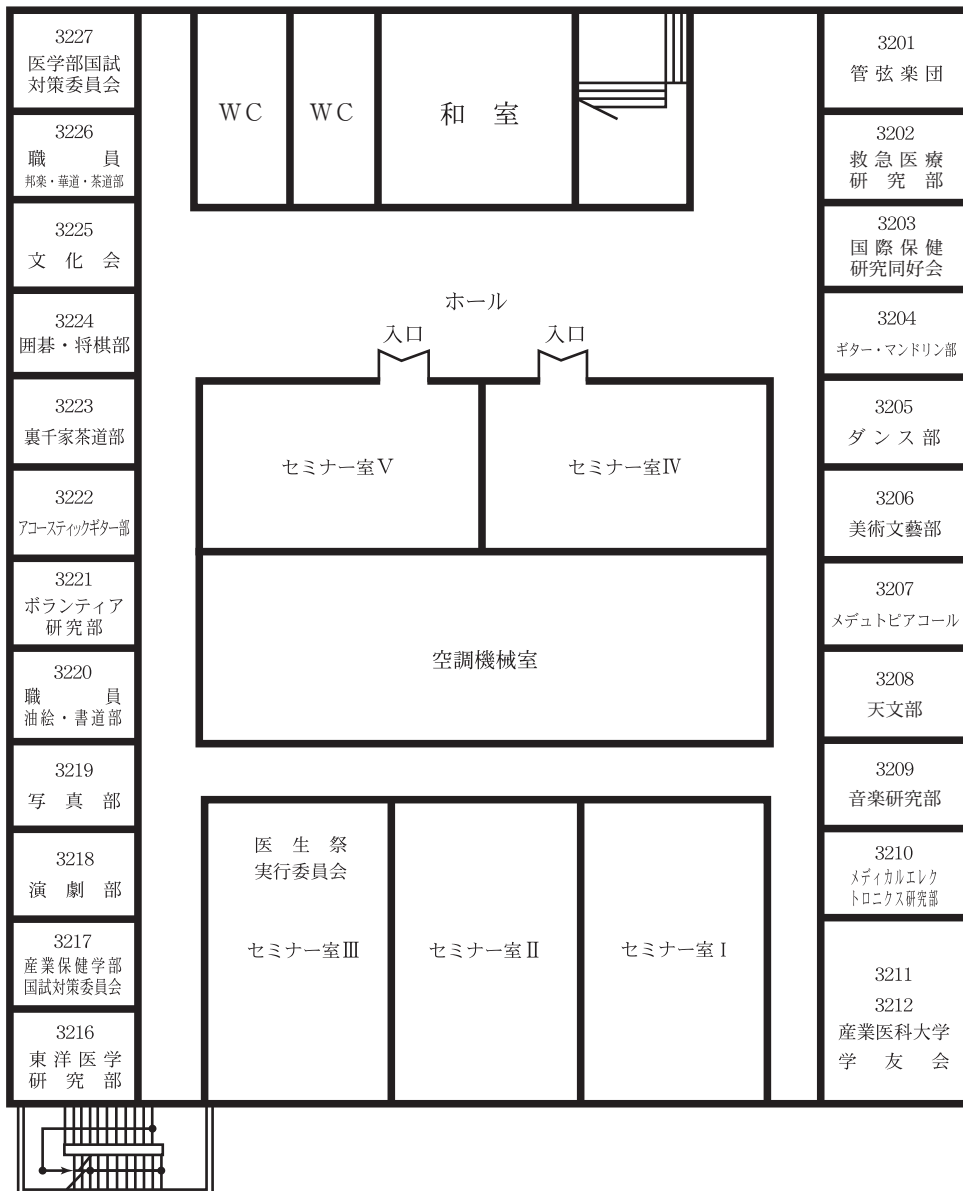 3227
医学部国試
対策委員会
3226
職員
邦楽・華道・茶道部
3225
文化会
3224
囲碁・将棋部
3223
裏千家茶道部
3222
アコースティックギター部
3221
ボランティア
研究部
3220
職員
油絵・書道部
3219
写真部
3218
演劇部
3217
産業保健学部
国試対策委員会
3216
東洋医学
研究部
WC
WC
和室
ホール
入口
入口
セミナー室Ⅴ
セミナー室Ⅳ
空調機械室
医生祭
実行委員会
セミナー室Ⅲ
セミナー室Ⅱ
セミナー室Ⅰ
3201
管弦楽団
3202
救急医療
研究部
3203
国際保健
研究同好会
3204
ギター・マンドリン部
3205
ダンス部
3206
美術文藝部
3207
メデュトピアコール
3208
天文部
3209
音楽研究部
3210
メディカルエレク
トロニクス研究部
3211
3212
産業医科大学
学友会